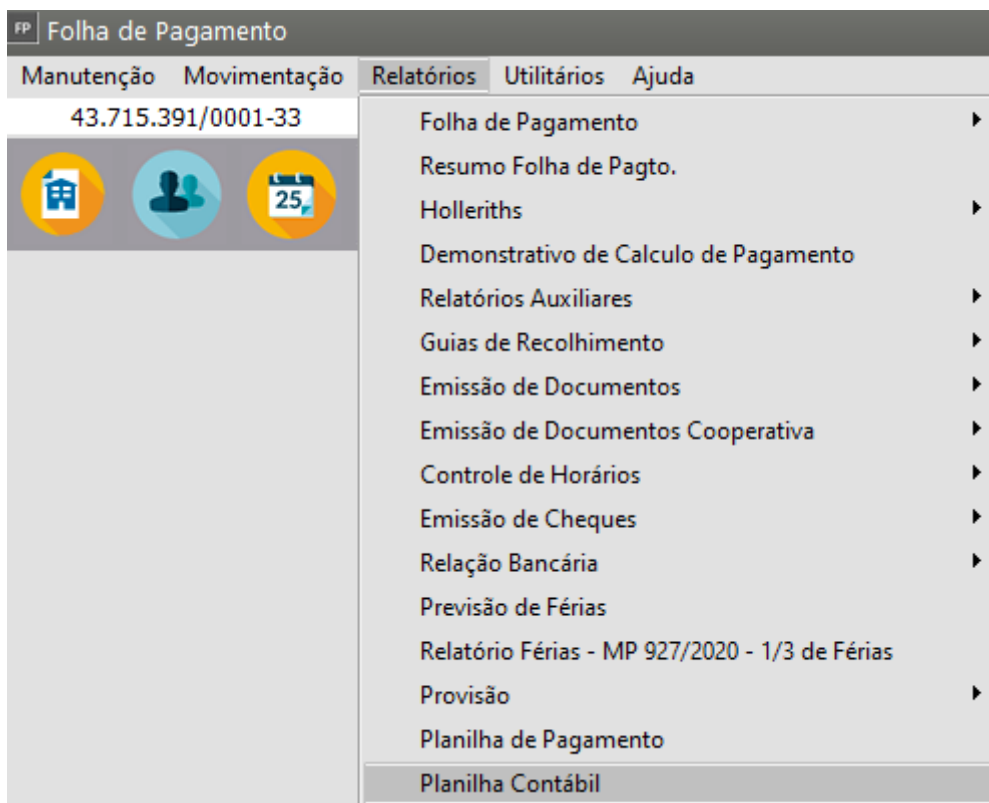 FP Folha de Pagamento
Manutenção Movimentação Relatórios Utilitários Ajuda
43.715.391/0001-33
25
Folha de Pagamento
Resumo Folha de Pagto.
Holleriths
Demonstrativo de Calculo de Pagamento
Relatórios Auxiliares
Guias de Recolhimento
Emissão de Documentos
Emissão de Documentos Cooperativa
Controle de Horários
Emissão de Cheques
Relação Bancária
Previsão de Férias
Relatório Férias - MP 927/2020 - 1/3 de Férias
Provisão
Planilha de Pagamento
Planilha Contábil